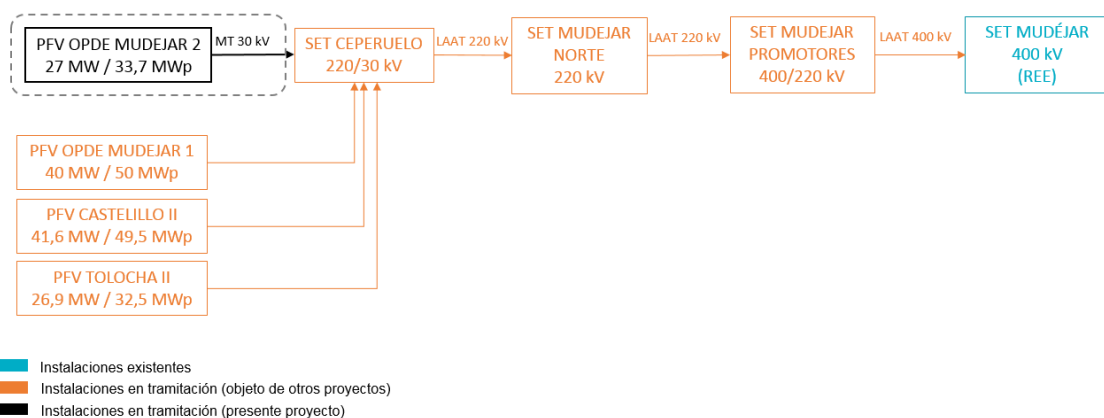 PFV OPDE MUDEJAR 2
27 MW / 33,7 MWp
MT 30 kV
SET CEPERUELO
220/30 kV
LAAT 220 kV
SET MUDEJAR
NORTE
220 kV
LAAT 220 kV
SET MUDEJAR
PROMOTORES
400/220 kV
LAAT 400 kV
SET MUDÉJAR
400 kV
(REE)
PFV OPDE MUDEJAR 1
40 MW / 50 MWp
PFV CASTELILLO II
41,6 MW / 49,5 MWp
PFV TOLOCHA II
26,9 MW / 32,5 MWp
Instalaciones existentes
Instalaciones en tramitación (objeto de otros proyectos)
Instalaciones en tramitación (presente proyecto)